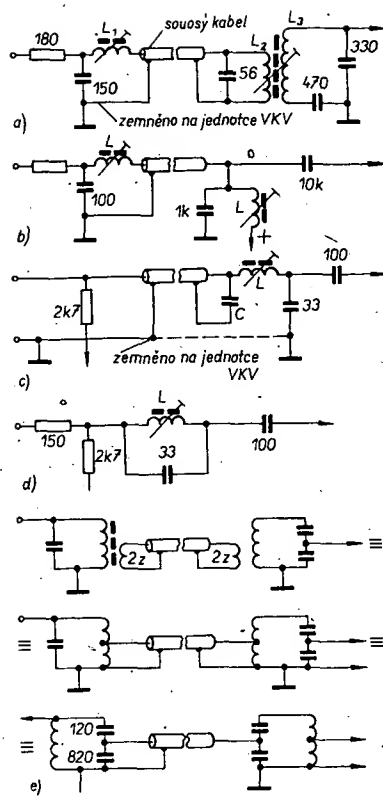 180
L1
souosý kabel
L2
L3
150
56
330
470
a)
zemněno na jednotce VKV
L
100
10k
1k
L
+
b)
100
2k7
C
L
33
zemněno na jednotce
VKV
c)
L
150
2k7
33
100
d)
2z
2z
≡
≡
≡
≡
120
820
e)